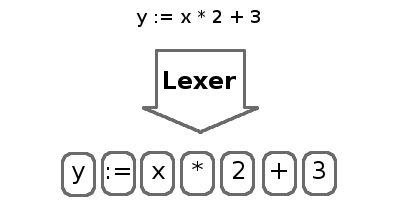 y := x * 2 + 3
Lexer
y := x * 2 + 3